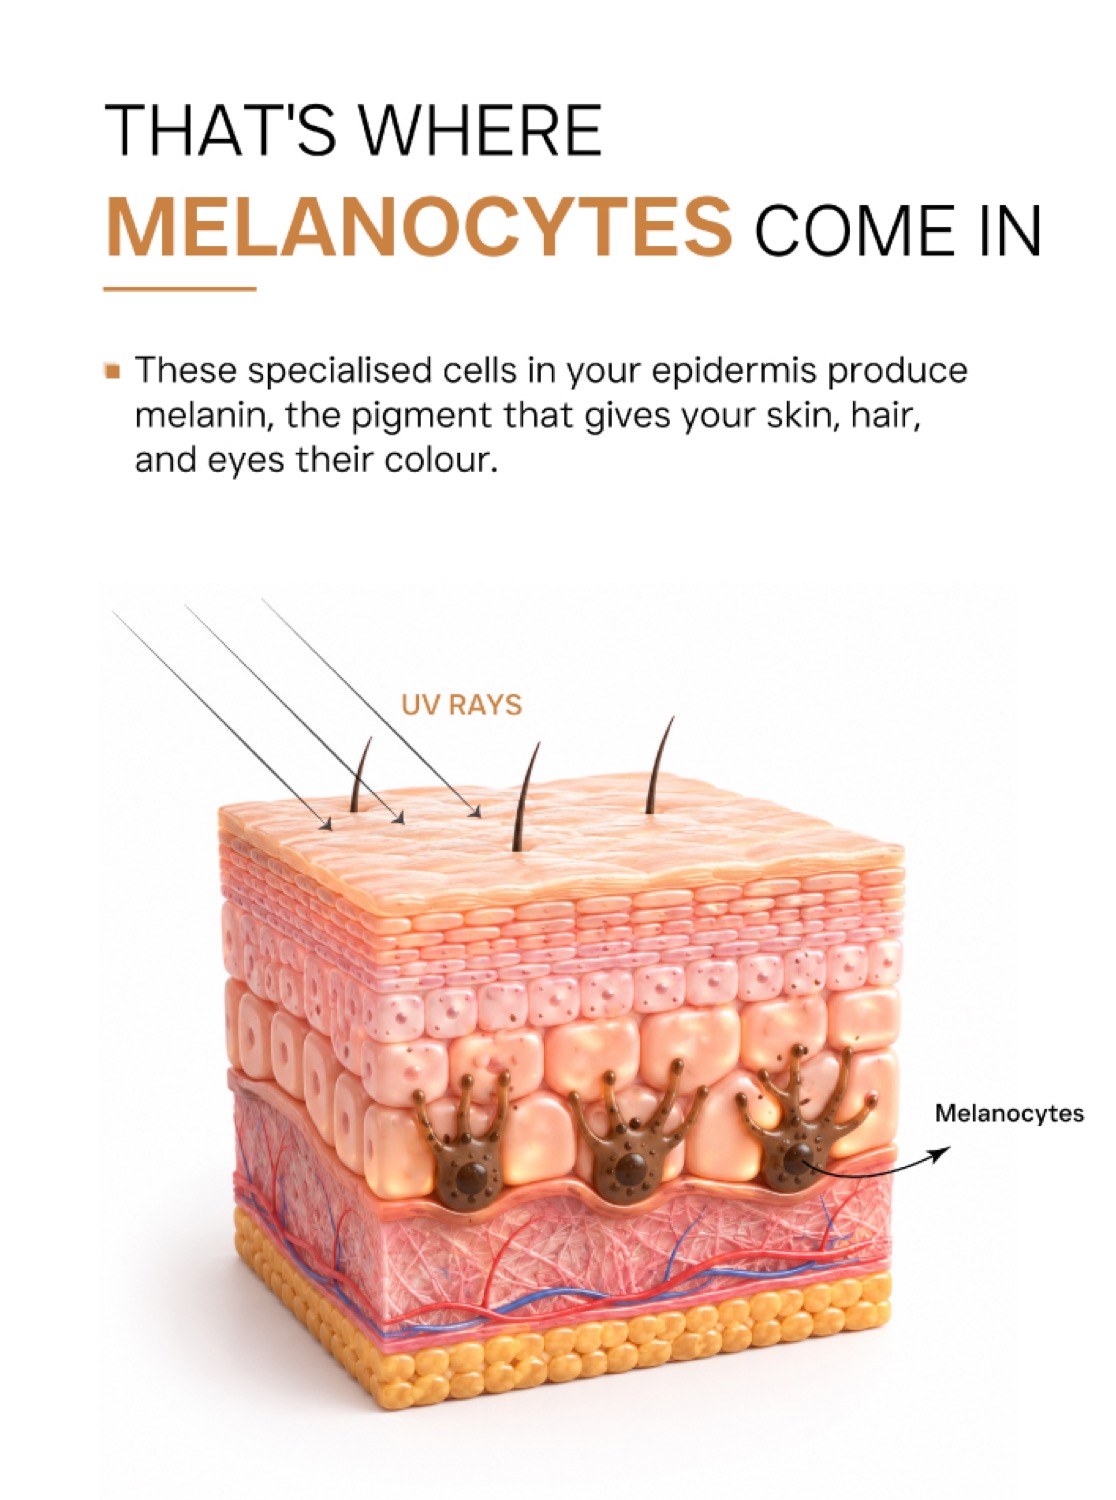 THAT'S WHERE
MELANOCYTES COME IN
These specialised cells in your epidermis produce
melanin, the pigment that gives your skin, hair,
and eyes their colour.
UV RAYS
Melanocytes